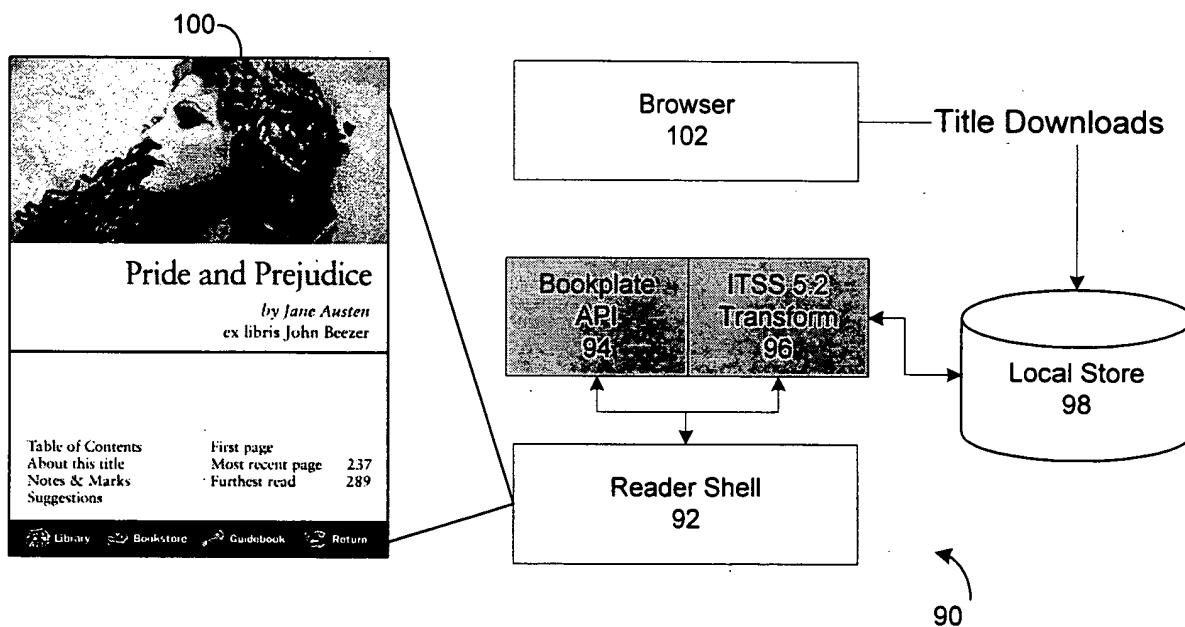 100
Pride and Prejudice
by Jane Austen
ex libris John Beezer
Table of Contents
About this title
Notes & Marks
Suggestions
First page
Most recent page 237
Furthest read 289
Library Bookstore Guidebook Return
Browser
102
Title Downloads
Bookplate
API
94
ITSS 5.2
Transform
96
Local Store
98
Reader Shell
92
90